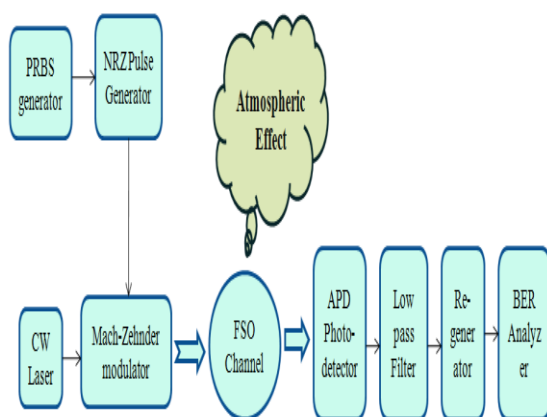 PRBS
generator
NRZ Pulse
Generator
Atmospheric
Effect
CW
Laser
Mach-Zehnder
modulator
FSO
Channel
APD
Photo-
detector
Low
pass
Filter
Re-
gener
ator
BER
Analyz
er